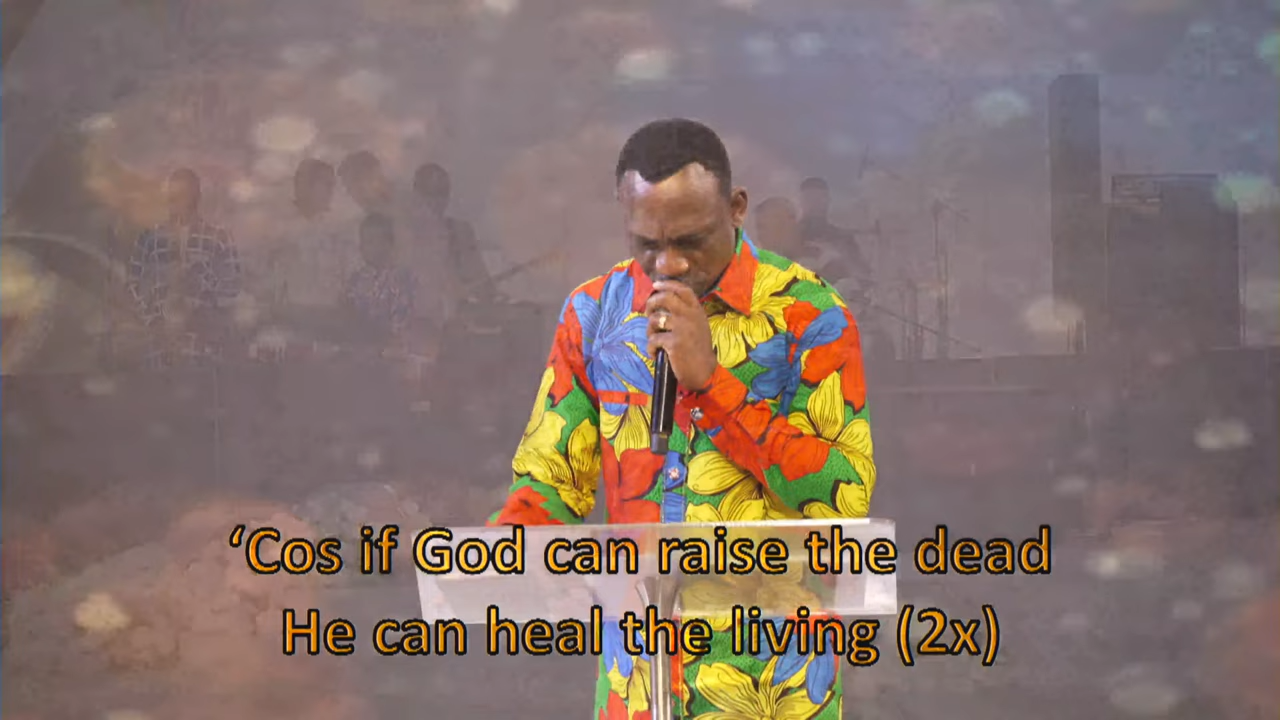 ‘Cos if God can raise the dead
He can heal the living (2x)